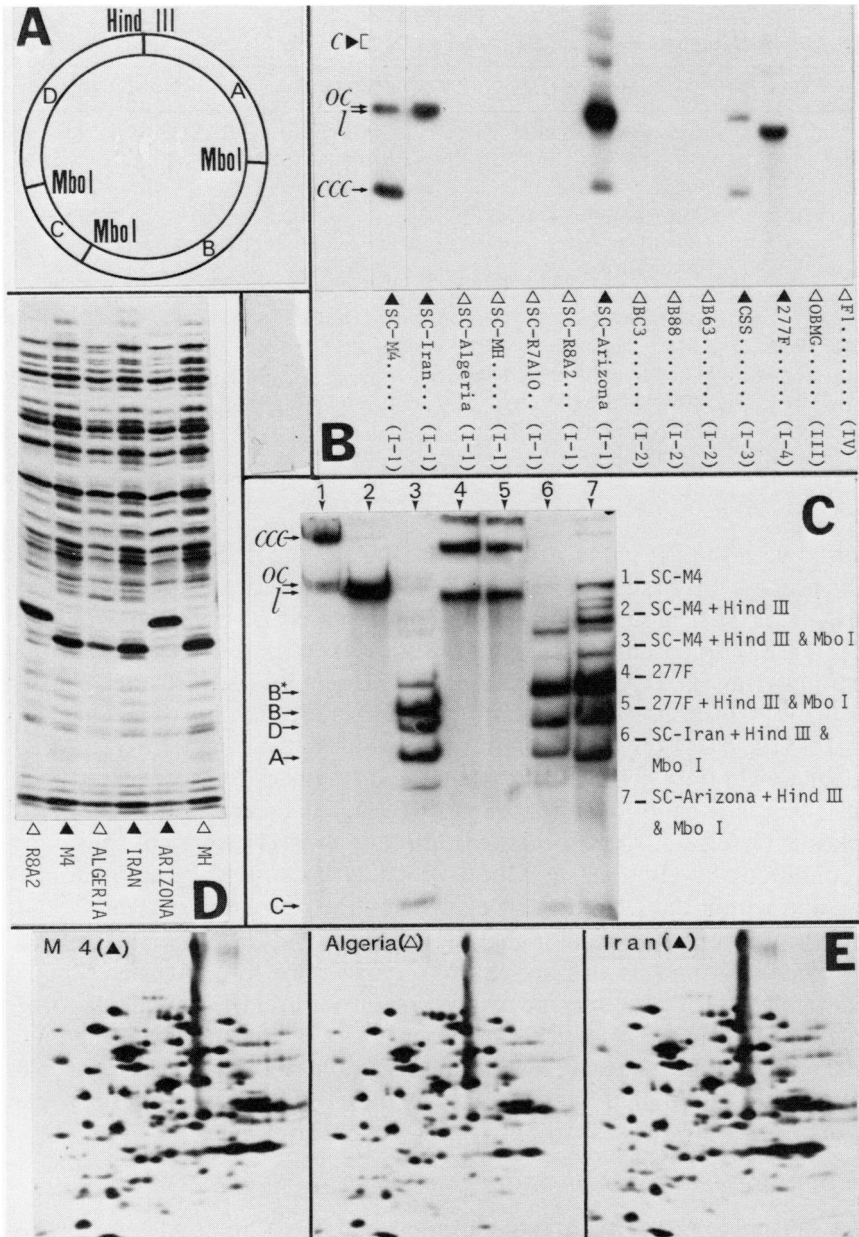 A
Hind III
D
A
MboI
MboI
MboI
C
B
C▶[
OC
l
CCC→
▲SC-M4..... (I-1)
▲SC-Iran... (I-1)
△SC-Algeria (I-1)
△SC-MH..... (I-1)
△SC-R7A10.. (I-1)
△SC-R8A2... (I-1)
▲SC-Arizona (I-1)
△BC3....... (I-2)
△B88....... (I-2)
△B63....... (I-2)
▲CSS....... (I-3)
▲277F...... (I-4)
△OBMG...... (III)
△F1........ (IV)
B
△ R8A2
▲ M4
△ ALGERIA
▲ IRAN
▲ ARIZONA
△ MH
D
1 2 3 4 5 6 7
C
CCC→
OC
l
B*
B
D
A
C→
1 – SC-M4
2 – SC-M4 + Hind III
3 – SC-M4 + Hind III & Mbo I
4 – 277F
5 – 277F + Hind III & Mbo I
6 – SC-Iran + Hind III &
Mbo I
7 – SC-Arizona + Hind III
& Mbo I
M 4(▲)
Algeria(△)
Iran(▲)
E